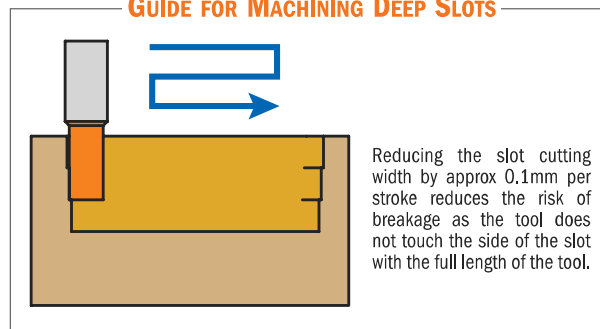 GUIDE FOR MACHINING DEEP SLOTS
Reducing the slot cutting
width by approx 0.1mm per
stroke reduces the risk of
breakage as the tool does
not touch the side of the slot
with the full length of the tool.